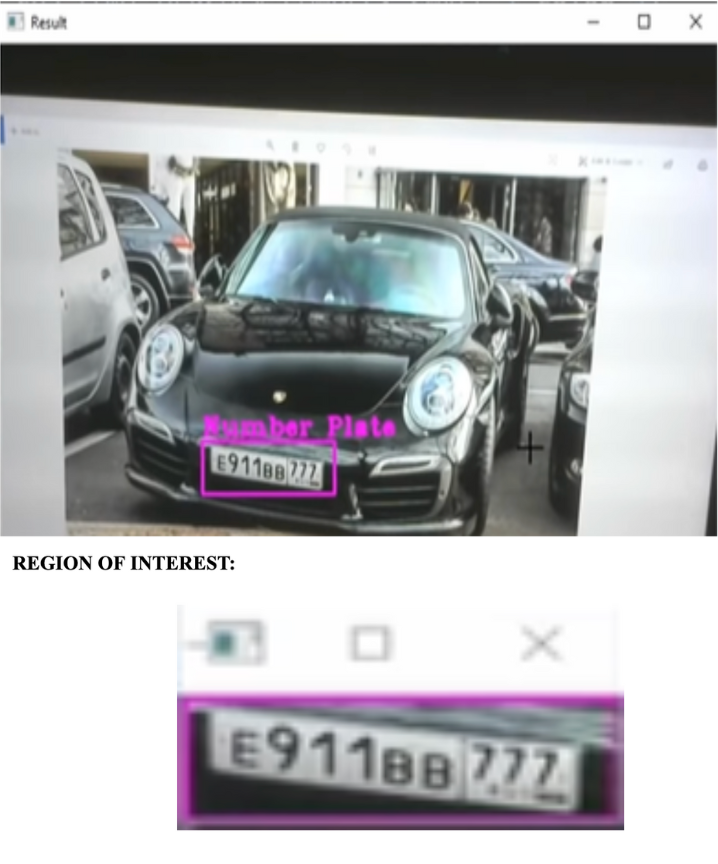 Result
Number Plate
E911BB 777
REGION OF INTEREST:
E911BB 777